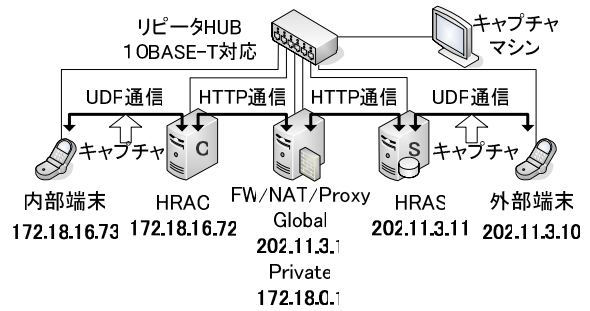 リピータHUB
10BASE-T対応
キャプチャ
マシン
UDP通信
HTTP通信
HTTP通信
UDP通信
キャプチャ
C
S
キャプチャ
内部端末
172.18.16.73
HRAC
172.18.16.72
FW/NAT/Proxy
Global
202.11.3.1
Private
172.18.0.1
HRAS
202.11.3.11
外部端末
202.11.3.10